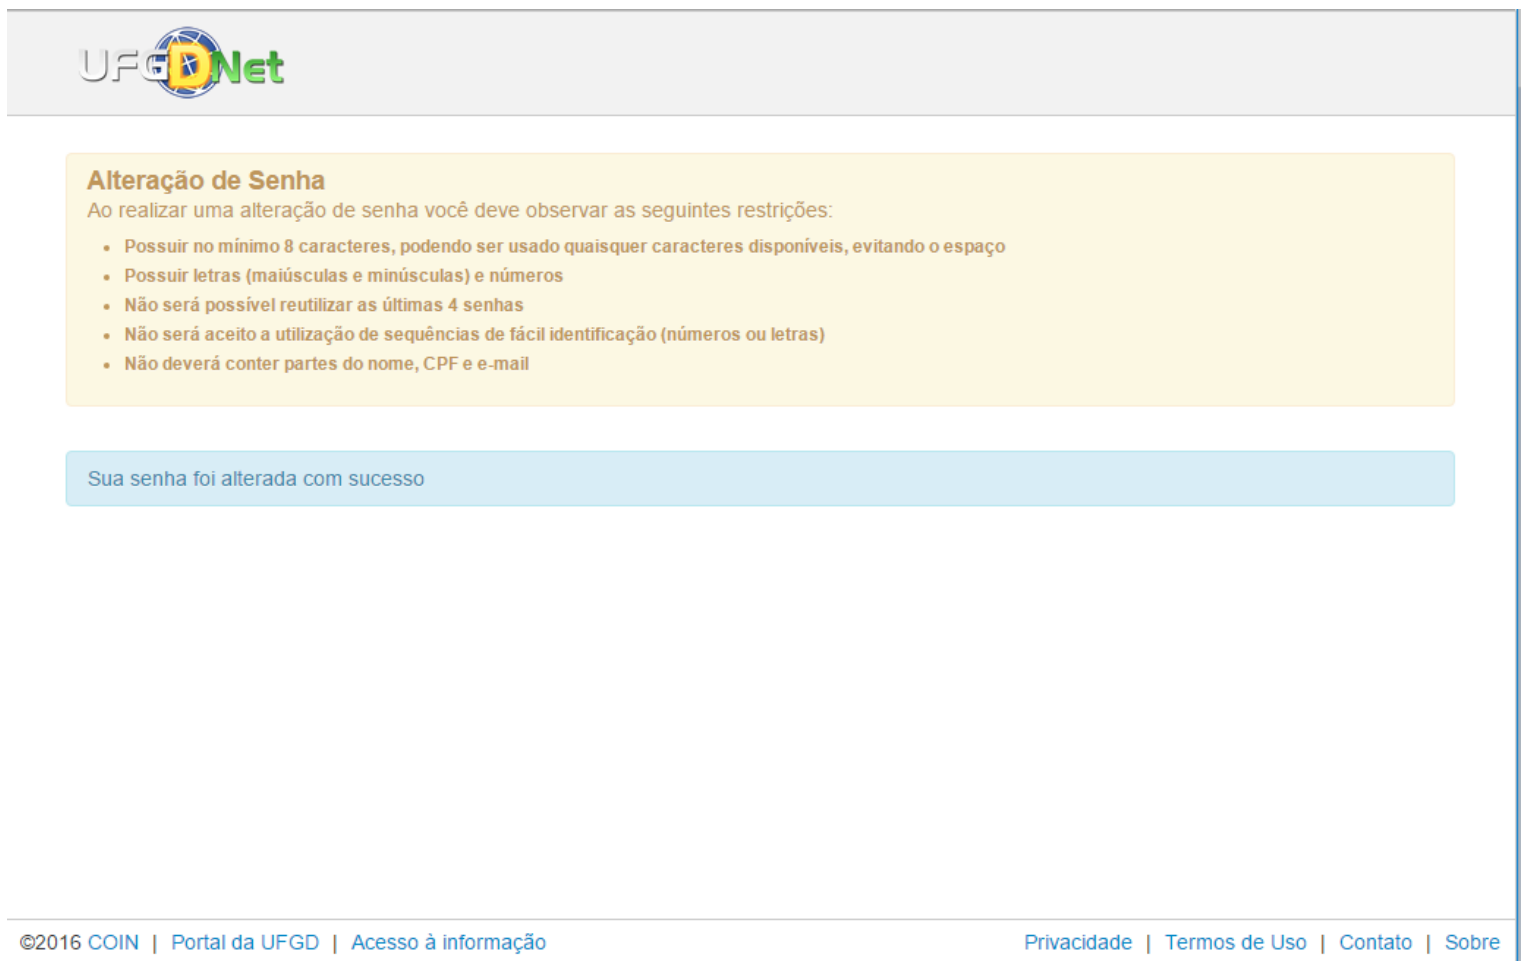 UFGDNet
Alteração de Senha
Ao realizar uma alteração de senha você deve observar as seguintes restrições:
• Possuir no mínimo 8 caracteres, podendo ser usado quaisquer caracteres disponíveis, evitando o espaço
• Possuir letras (maiúsculas e minúsculas) e números
• Não será possível reutilizar as últimas 4 senhas
• Não será aceito a utilização de sequências de fácil identificação (números ou letras)
• Não deverá conter partes do nome, CPF e e-mail
Sua senha foi alterada com sucesso
©2016 COIN | Portal da UFGD | Acesso à informação Privacidade | Termos de Uso | Contato | Sobre